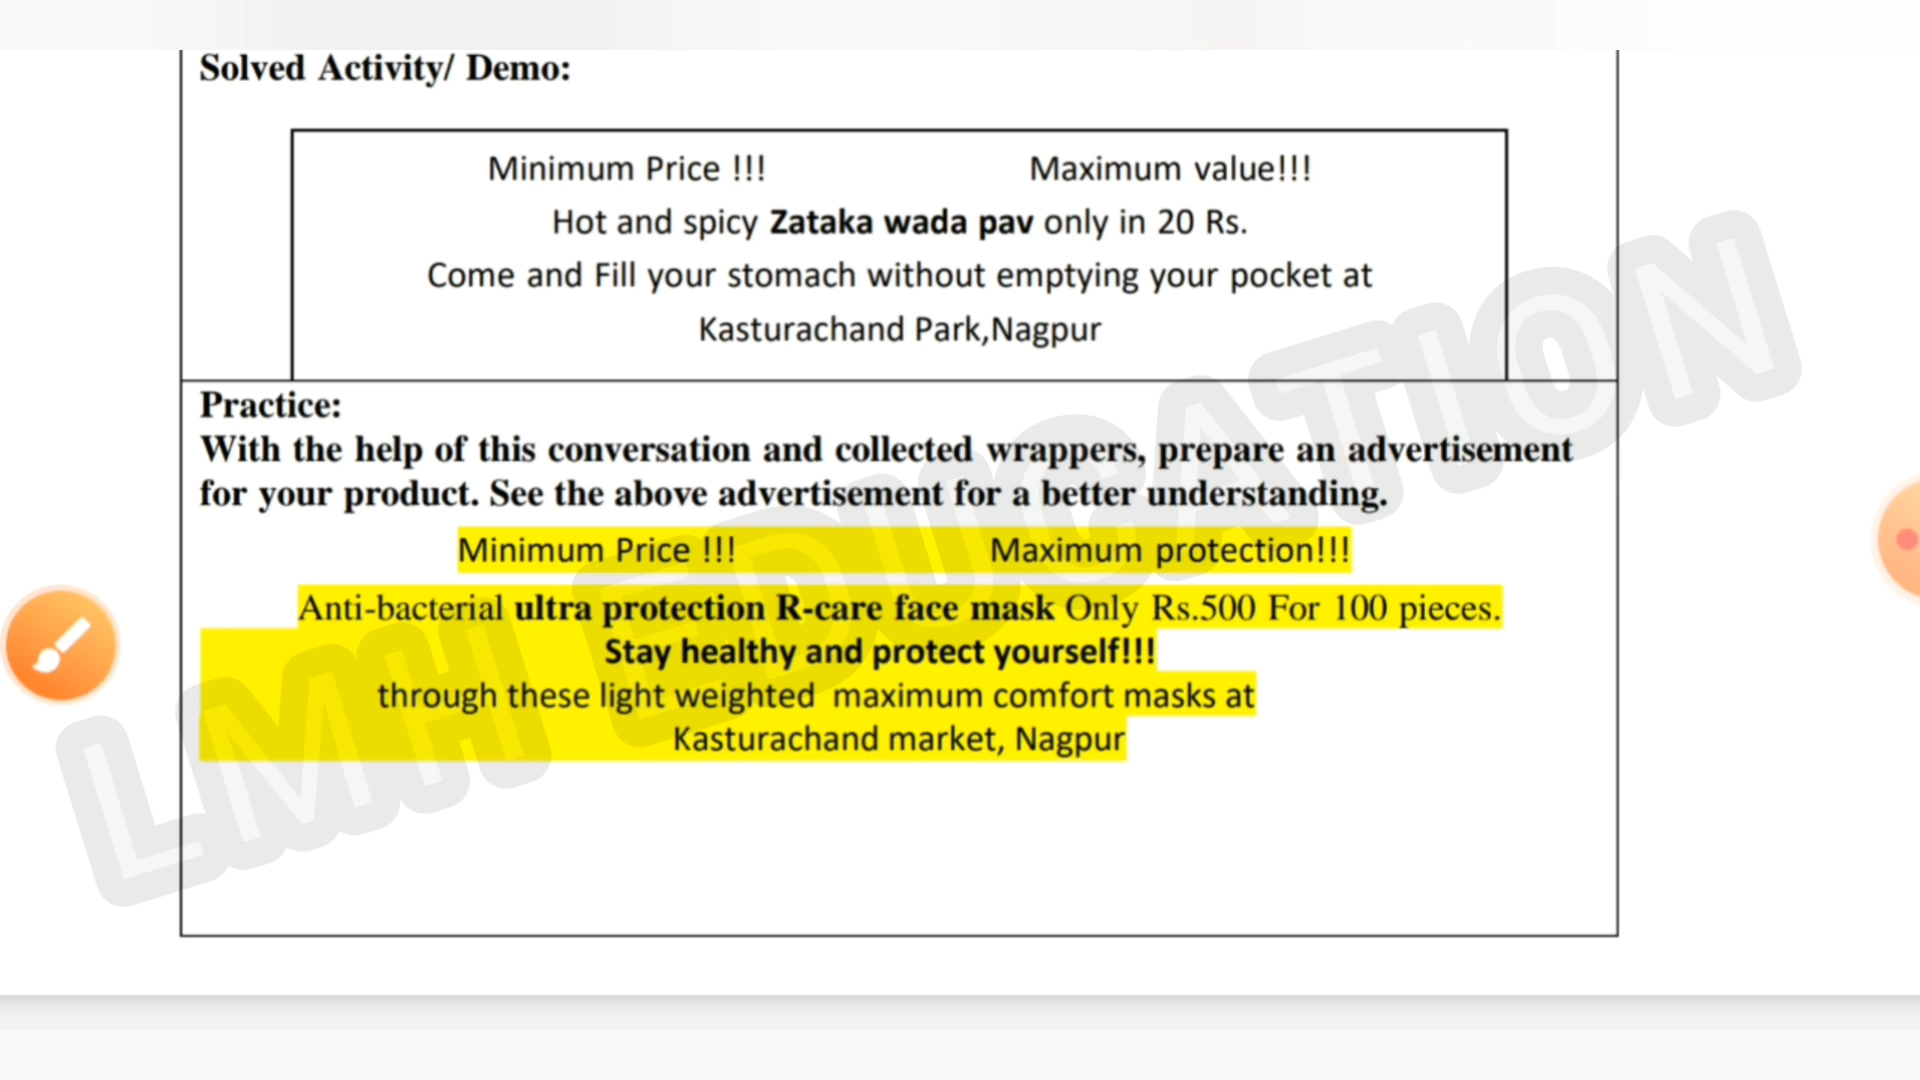 Solved Activity/ Demo:
Minimum Price !!! Maximum value!!!
Hot and spicy Zataka wada pav only in 20 Rs.
Come and Fill your stomach without emptying your pocket at
Kasturachand Park,Nagpur
Practice:
With the help of this conversation and collected wrappers, prepare an advertisement
for your product. See the above advertisement for a better understanding.
Minimum Price !!! Maximum protection!!!
Anti-bacterial ultra protection R-care face mask Only Rs.500 For 100 pieces.
Stay healthy and protect yourself!!!
through these light weighted maximum comfort masks at
Kasturachand market, Nagpur
LMH EDUCATION